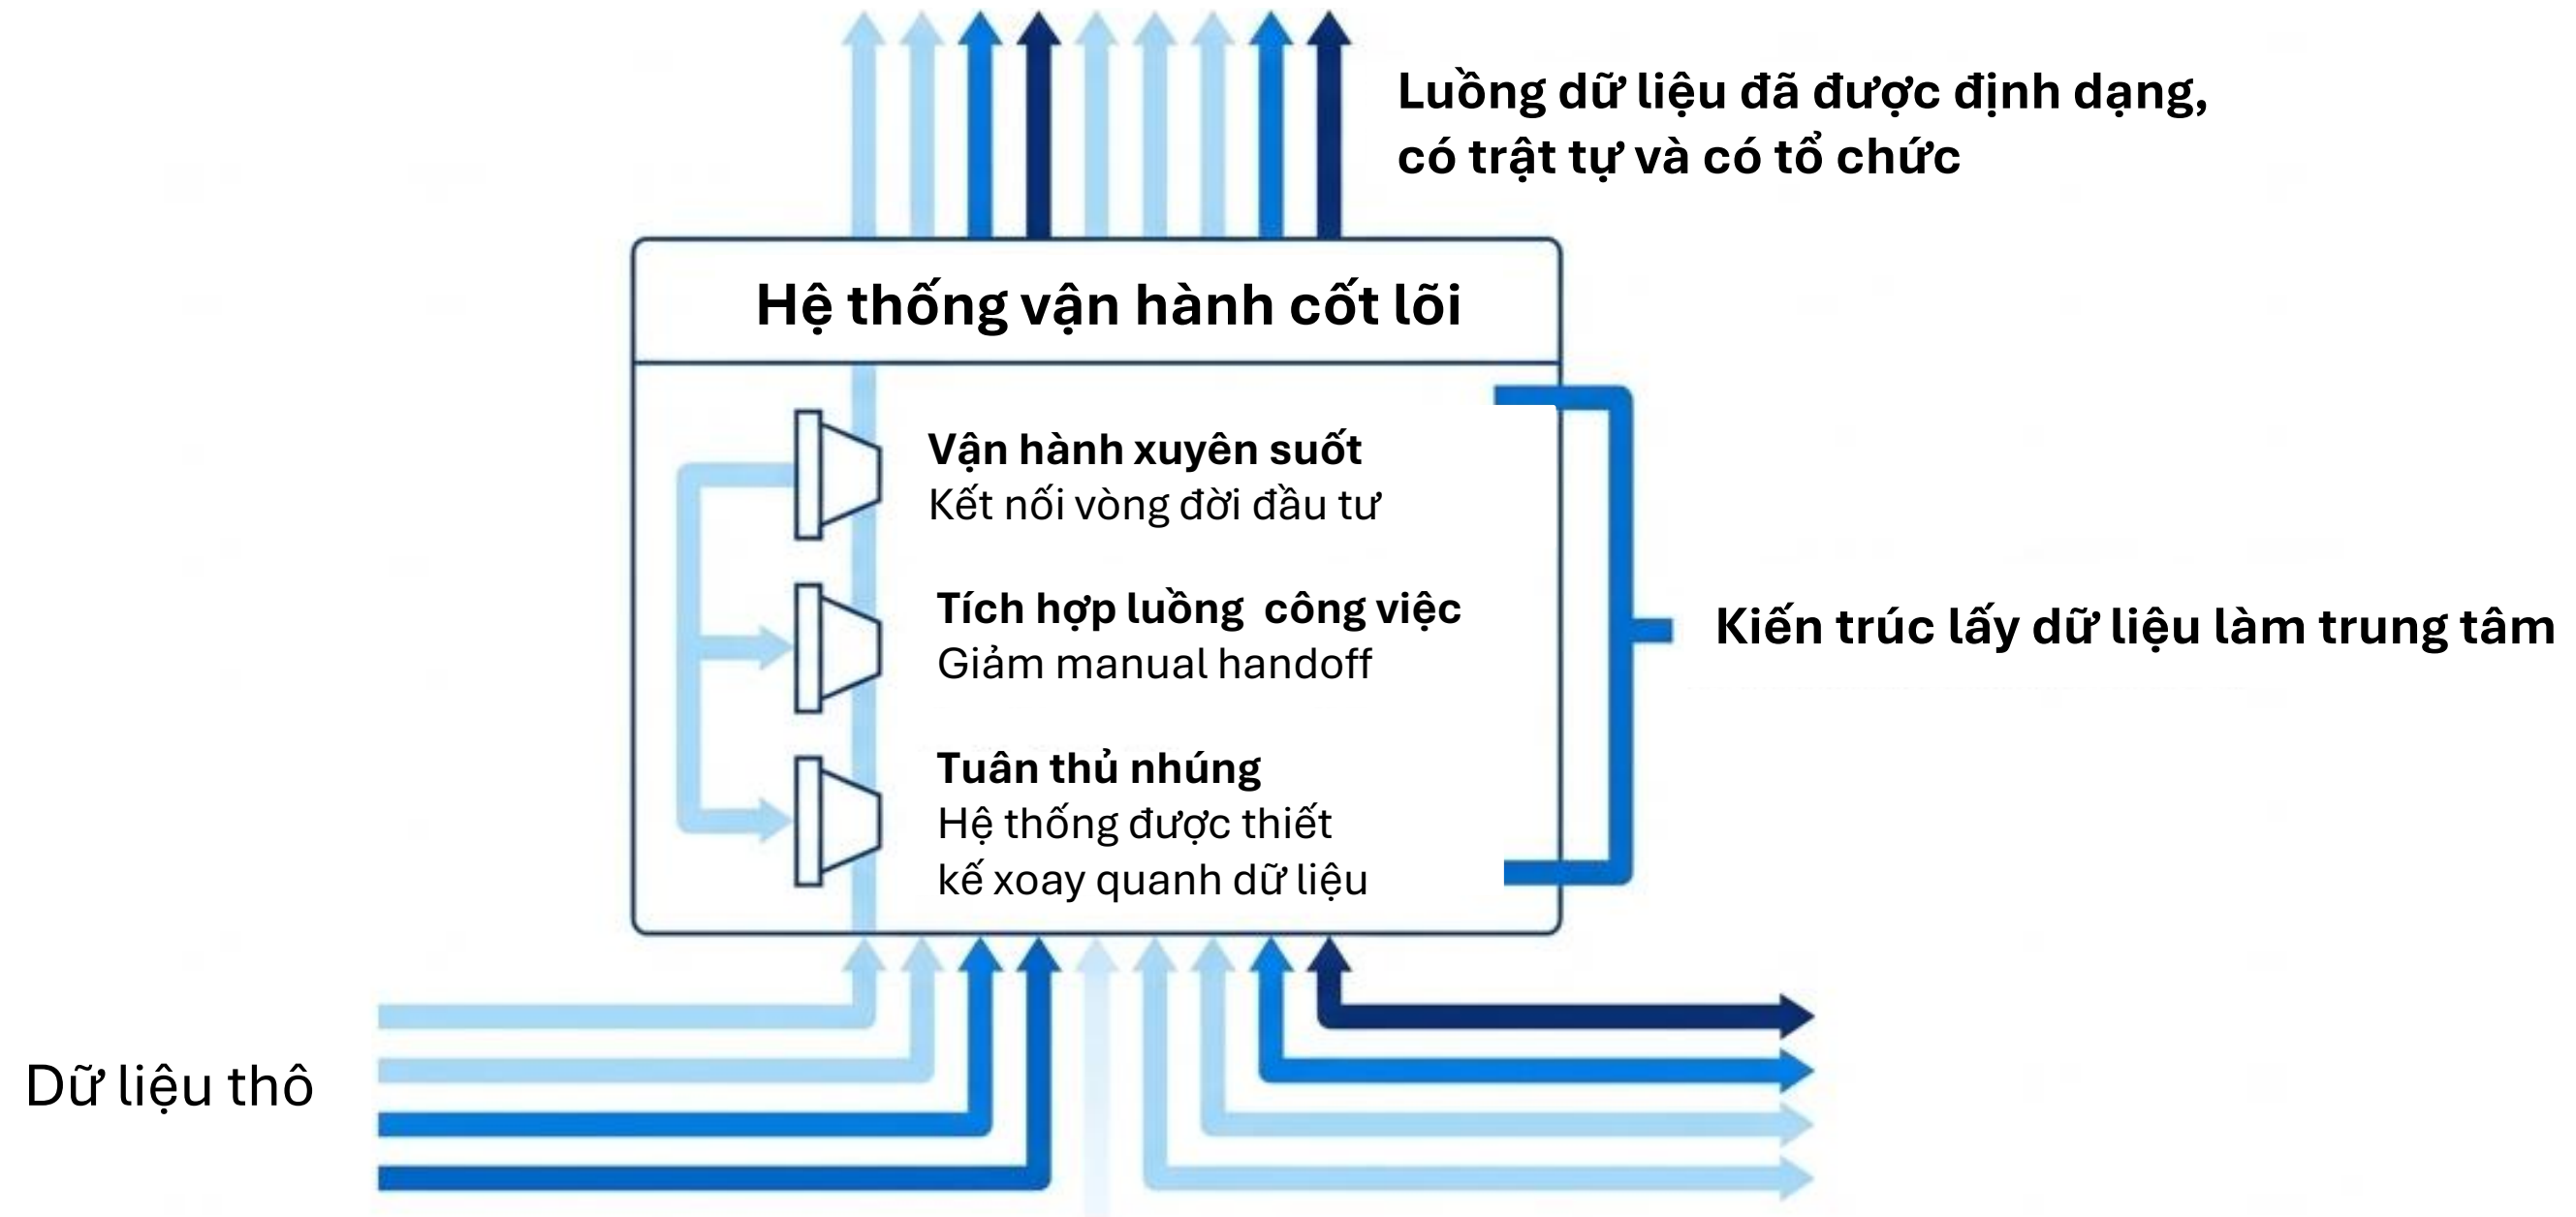 Luồng dữ liệu đã được định dạng,
có trật tự và có tổ chức
Hệ thống vận hành cốt lõi
Vận hành xuyên suốt
Kết nối vòng đời đầu tư
Tích hợp luồng công việc
Giảm manual handoff
Tuân thủ nhúng
Hệ thống được thiết
kế xoay quanh dữ liệu
Kiến trúc lấy dữ liệu làm trung tâm
Dữ liệu thô